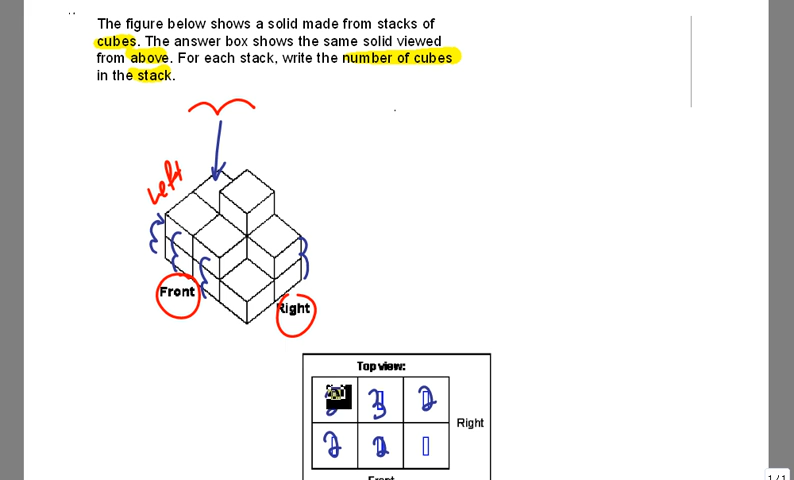 The figure below shows a solid made from stacks of
cubes. The answer box shows the same solid viewed
from above. For each stack, write the number of cubes
in the stack.
Left
Front
Right
Top view:
3 2
Right
2 2 1
Front
1 / 1